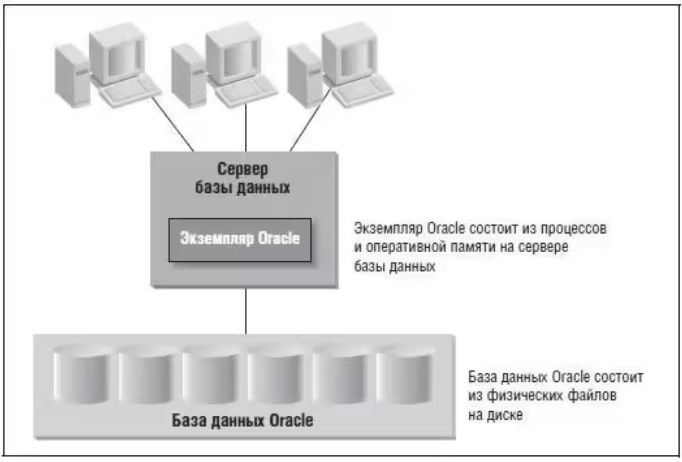 Сервер
базы данных
Экземпляр Oracle
Экземпляр Oracle состоит из процессов
и оперативной памяти на сервере
базы данных
База данных Oracle состоит
из физических файлов
на диске
База данных Oracle